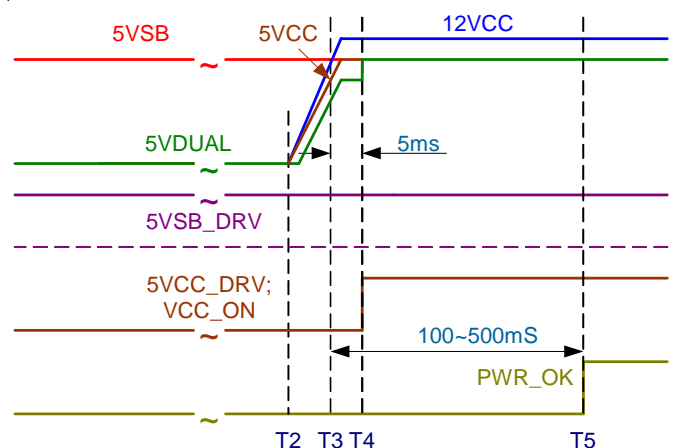 5VSB
5VCC
12VCC
5VDUAL
5ms
5VSB_DRV
5VCC_DRV;
VCC_ON
100~500mS
PWR_OK
T2 T3 T4 T5